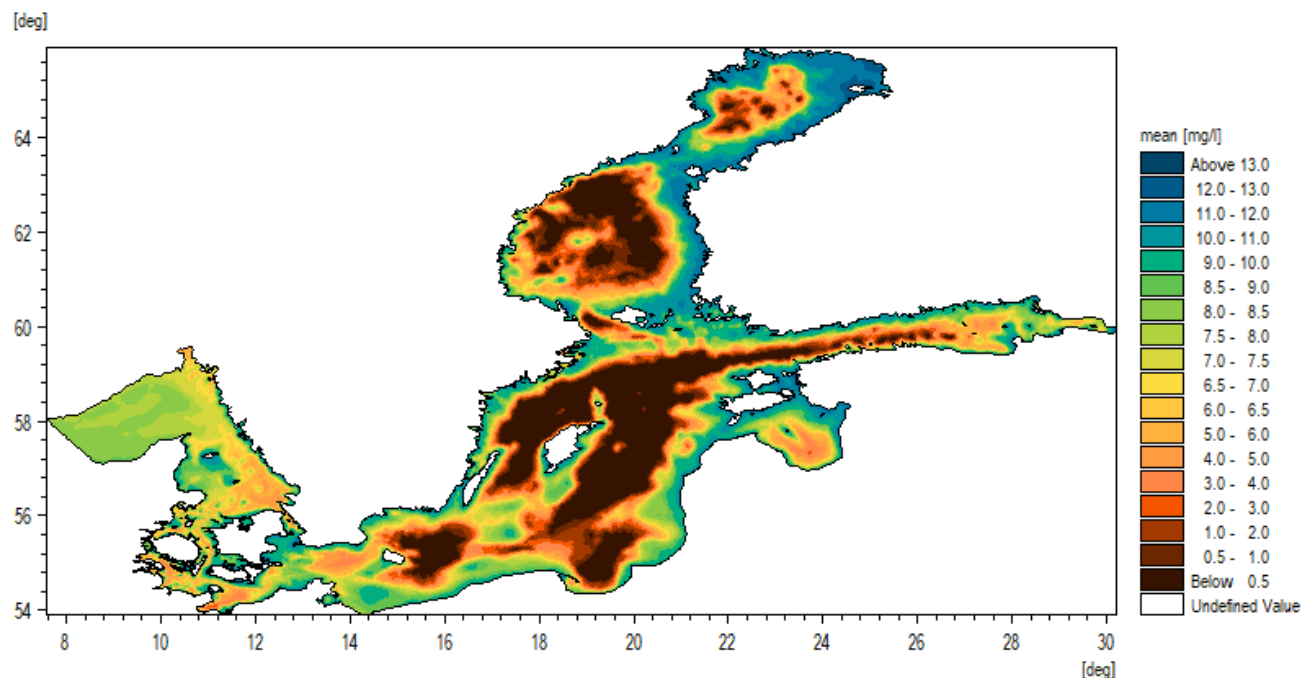 [deg]
64
62
60
58
56
54
8 10 12 14 16 18 20 22 24 26 28 30
[deg]
mean [mg/l]
Above 13.0
12.0 - 13.0
11.0 - 12.0
10.0 - 11.0
9.0 - 10.0
8.5 - 9.0
8.0 - 8.5
7.5 - 8.0
7.0 - 7.5
6.5 - 7.0
6.0 - 6.5
5.0 - 6.0
4.0 - 5.0
3.0 - 4.0
2.0 - 3.0
1.0 - 2.0
0.5 - 1.0
Below 0.5
Undefined Value